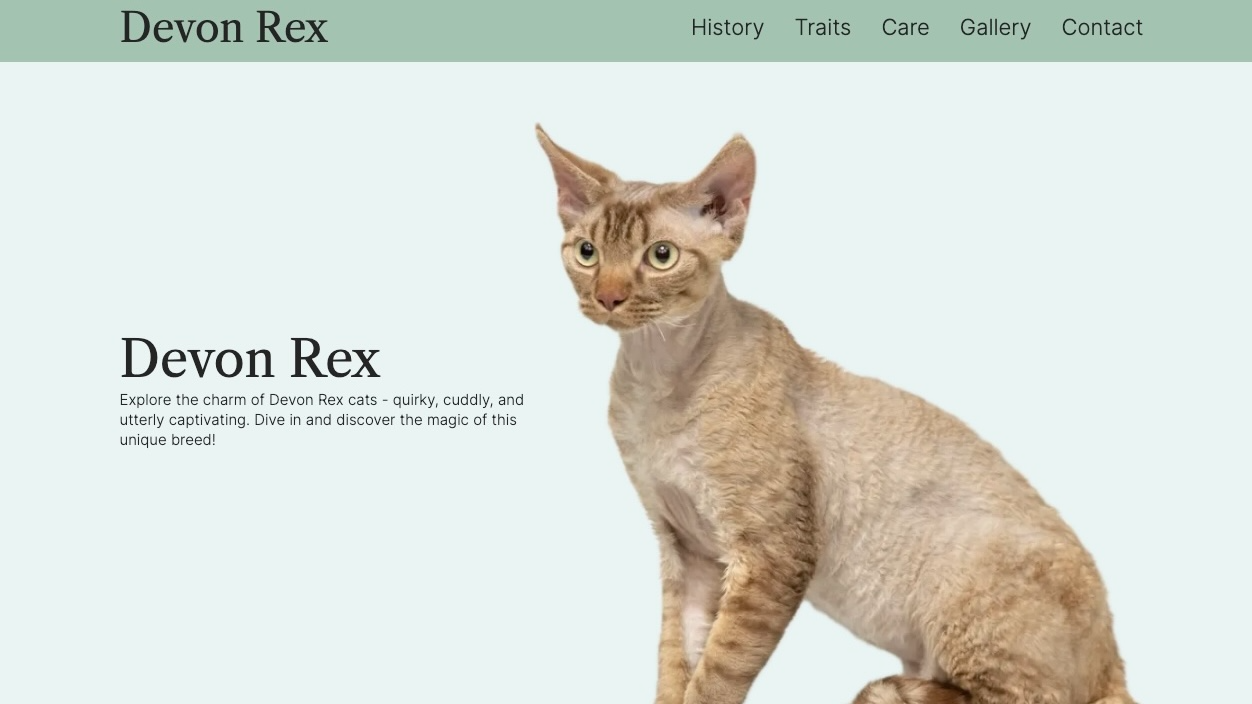 Devon Rex
History Traits Care Gallery Contact
Devon Rex
Explore the charm of Devon Rex cats - quirky, cuddly, and
utterly captivating. Dive in and discover the magic of this
unique breed!